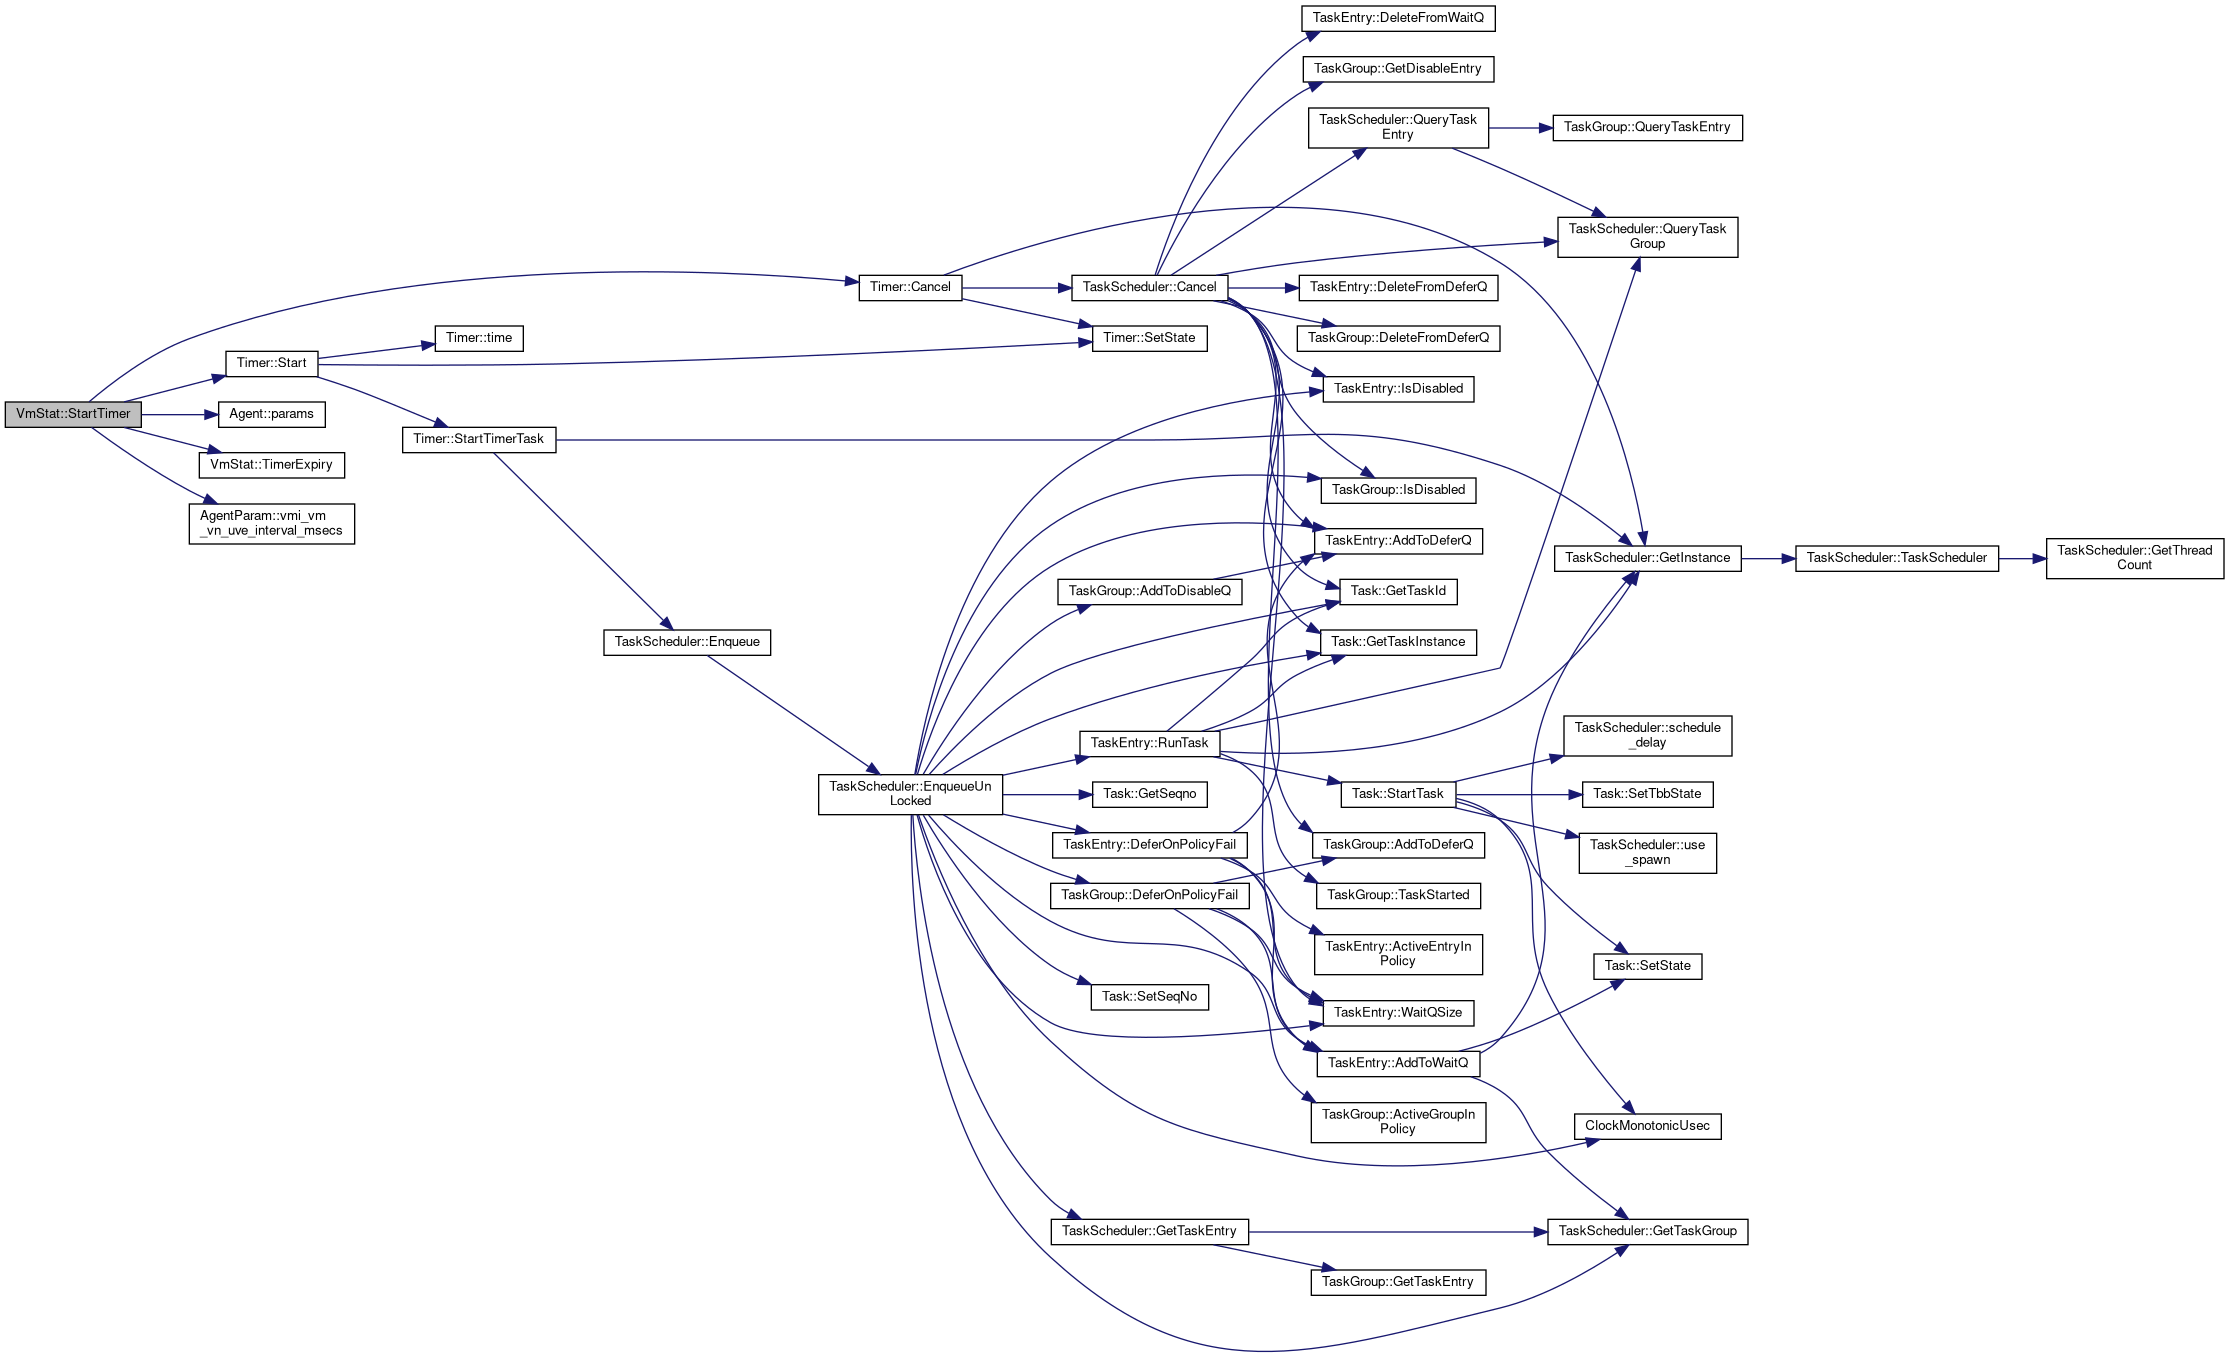 TaskEntry::DeleteFromWaitQ
TaskGroup::GetDisableEntry
TaskScheduler::QueryTask
Entry
TaskGroup::QueryTaskEntry
TaskScheduler::QueryTask
Group
Timer::Cancel
TaskScheduler::Cancel
TaskEntry::DeleteFromDeferQ
Timer::time
Timer::SetState
TaskGroup::DeleteFromDeferQ
Timer::Start
TaskEntry::IsDisabled
VmStat::StartTimer
Agent::params
Timer::StartTimerTask
VmStat::TimerExpiry
TaskGroup::IsDisabled
AgentParam::vmi_vm
_vn_uve_interval_msecs
TaskEntry::AddToDeferQ
TaskScheduler::GetInstance
TaskScheduler::TaskScheduler
TaskScheduler::GetThread
Count
TaskGroup::AddToDisableQ
Task::GetTaskId
TaskScheduler::Enqueue
Task::GetTaskInstance
TaskScheduler::schedule
_delay
TaskEntry::RunTask
TaskScheduler::EnqueueUn
Locked
Task::GetSeqno
Task::StartTask
Task::SetTbbState
TaskEntry::DeferOnPolicyFail
TaskGroup::AddToDeferQ
TaskScheduler::use
_spawn
TaskGroup::DeferOnPolicyFail
TaskGroup::TaskStarted
TaskEntry::ActiveEntryIn
Policy
Task::SetState
Task::SetSeqNo
TaskEntry::WaitQSize
TaskEntry::AddToWaitQ
TaskGroup::ActiveGroupIn
Policy
ClockMonotonicUsec
TaskScheduler::GetTaskEntry
TaskScheduler::GetTaskGroup
TaskGroup::GetTaskEntry